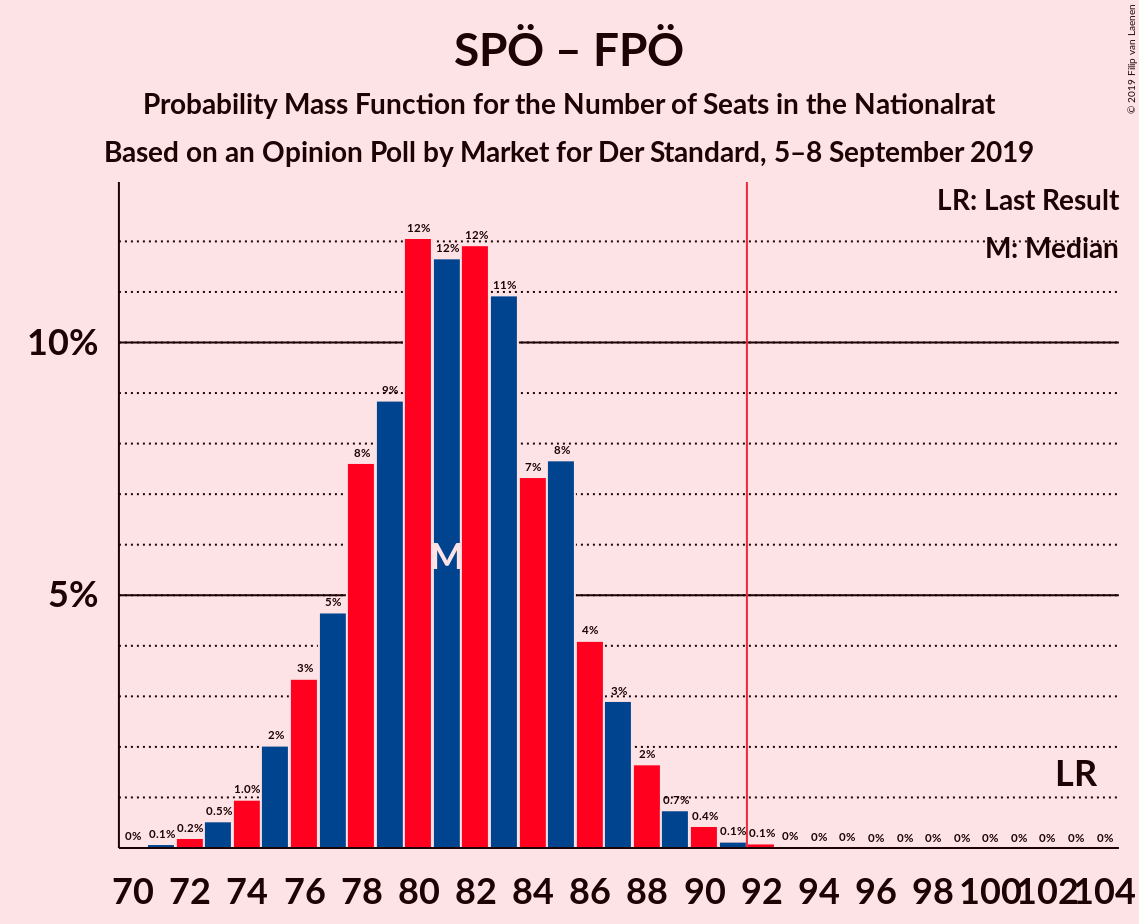 SPÖ – FPÖ
Probability Mass Function for the Number of Seats in the Nationalrat
Based on an Opinion Poll by Market for Der Standard, 5–8 September 2019
© 2019 Filip van Laenen
LR: Last Result
M: Median
10%
5%
0% 0.1% 0.2% 0.5% 1.0% 2% 3% 5% 8% 9% 12% 12% 12% 11% 7% 8% 4% 3% 2% 0.7% 0.4% 0.1% 0.1% 0% 0% 0% 0% 0% 0% 0% 0% 0% 0% 0% 0%
M
LR
70 72 74 76 78 80 82 84 86 88 90 92 94 96 98 100 102 104